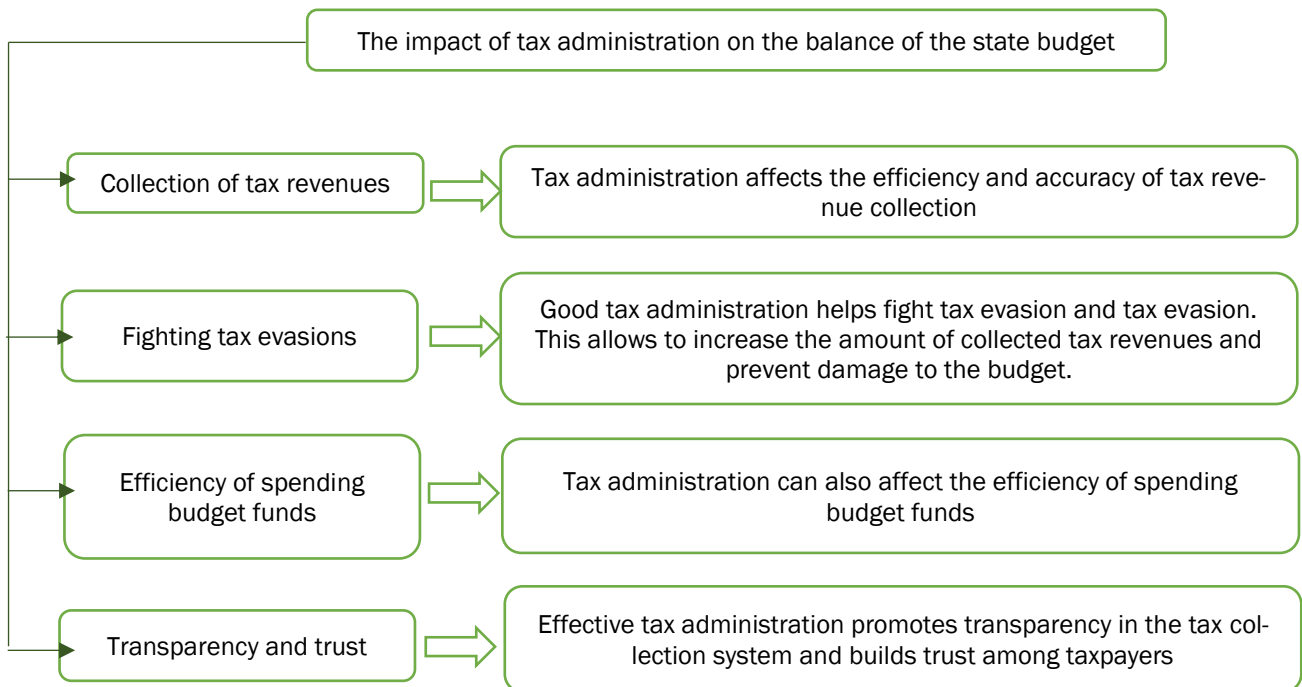 The impact of tax administration on the balance of the state budget
Collection of tax revenues
Tax administration affects the efficiency and accuracy of tax reve-
nue collection
Fighting tax evasions
Good tax administration helps fight tax evasion and tax evasion.
This allows to increase the amount of collected tax revenues and
prevent damage to the budget.
Efficiency of spending
budget funds
Tax administration can also affect the efficiency of spending
budget funds
Transparency and trust
Effective tax administration promotes transparency in the tax col-
lection system and builds trust among taxpayers